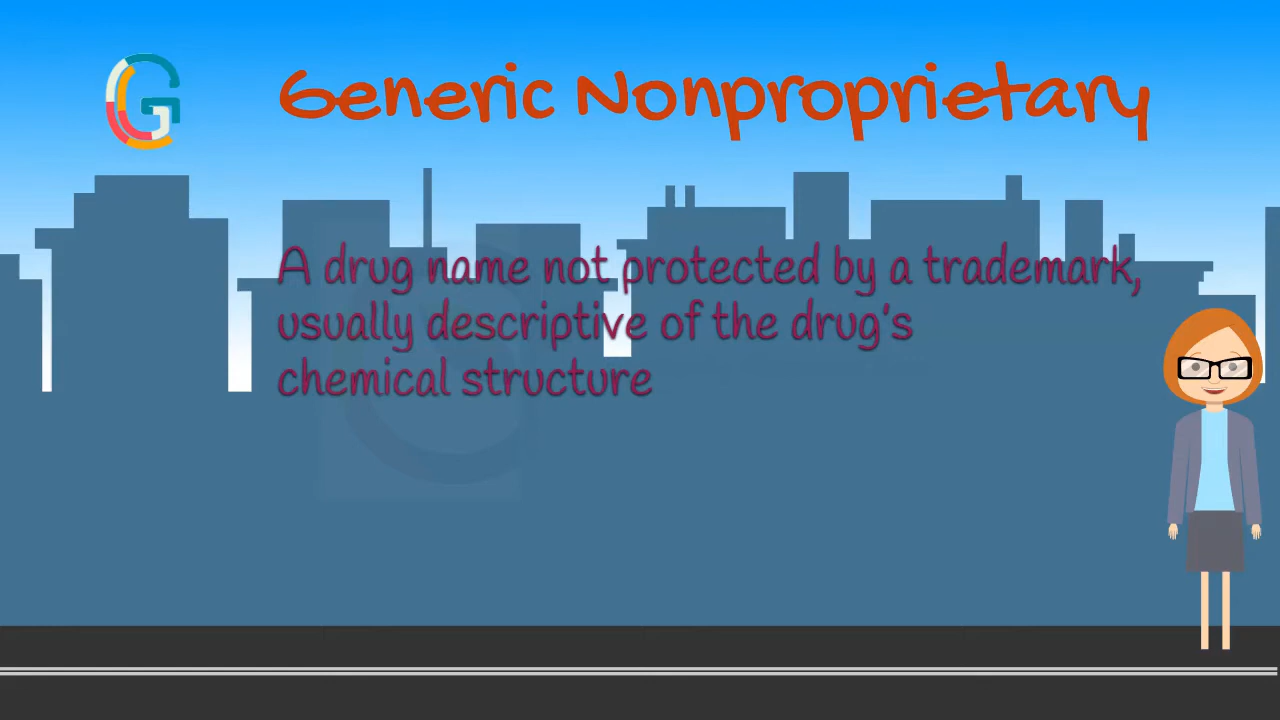 G
Generic Nonproprietary
A drug name not protected by a trademark,
usually descriptive of the drug's
chemical structure